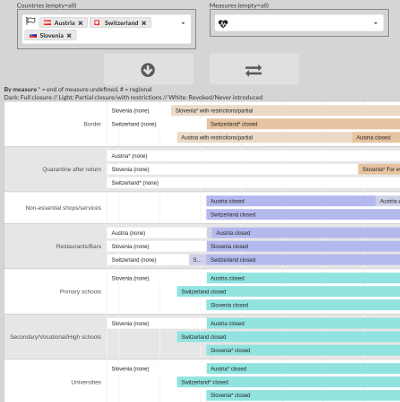 Countries (empty=all)
Measures (empty=all)
Austria ✖ Switzerland ✖
Slovenia ✖
By measure * = end of measure undefined, # = regional
Dark: Full closure // Light: Partial closure/with restrictions // White: Revoked/Never introduced
Slovenia (none) Slovenia* with restrictions/partial
Border Switzerland (none) Switzerland* closed
Austria with restrictions/partial Austria closed
Austria* (none)
Quarantine after return Slovenia (none) Slovenia* For
Switzerland* (none)
Austria closed Austria
Non-essential shops/services
Switzerland closed
Austria (none) Austria closed
Restaurants/Bars Slovenia (none) Slovenia closed
Switzerland (none) S... Switzerland closed
Slovenia (none) Austria closed
Primary schools Switzerland closed
Slovenia closed
Slovenia (none) Austria closed
Secondary/Vocational/High schools Switzerland closed
Slovenia* closed
Slovenia (none) Austria* closed
Universities Switzerland* closed
Slovenia* closed